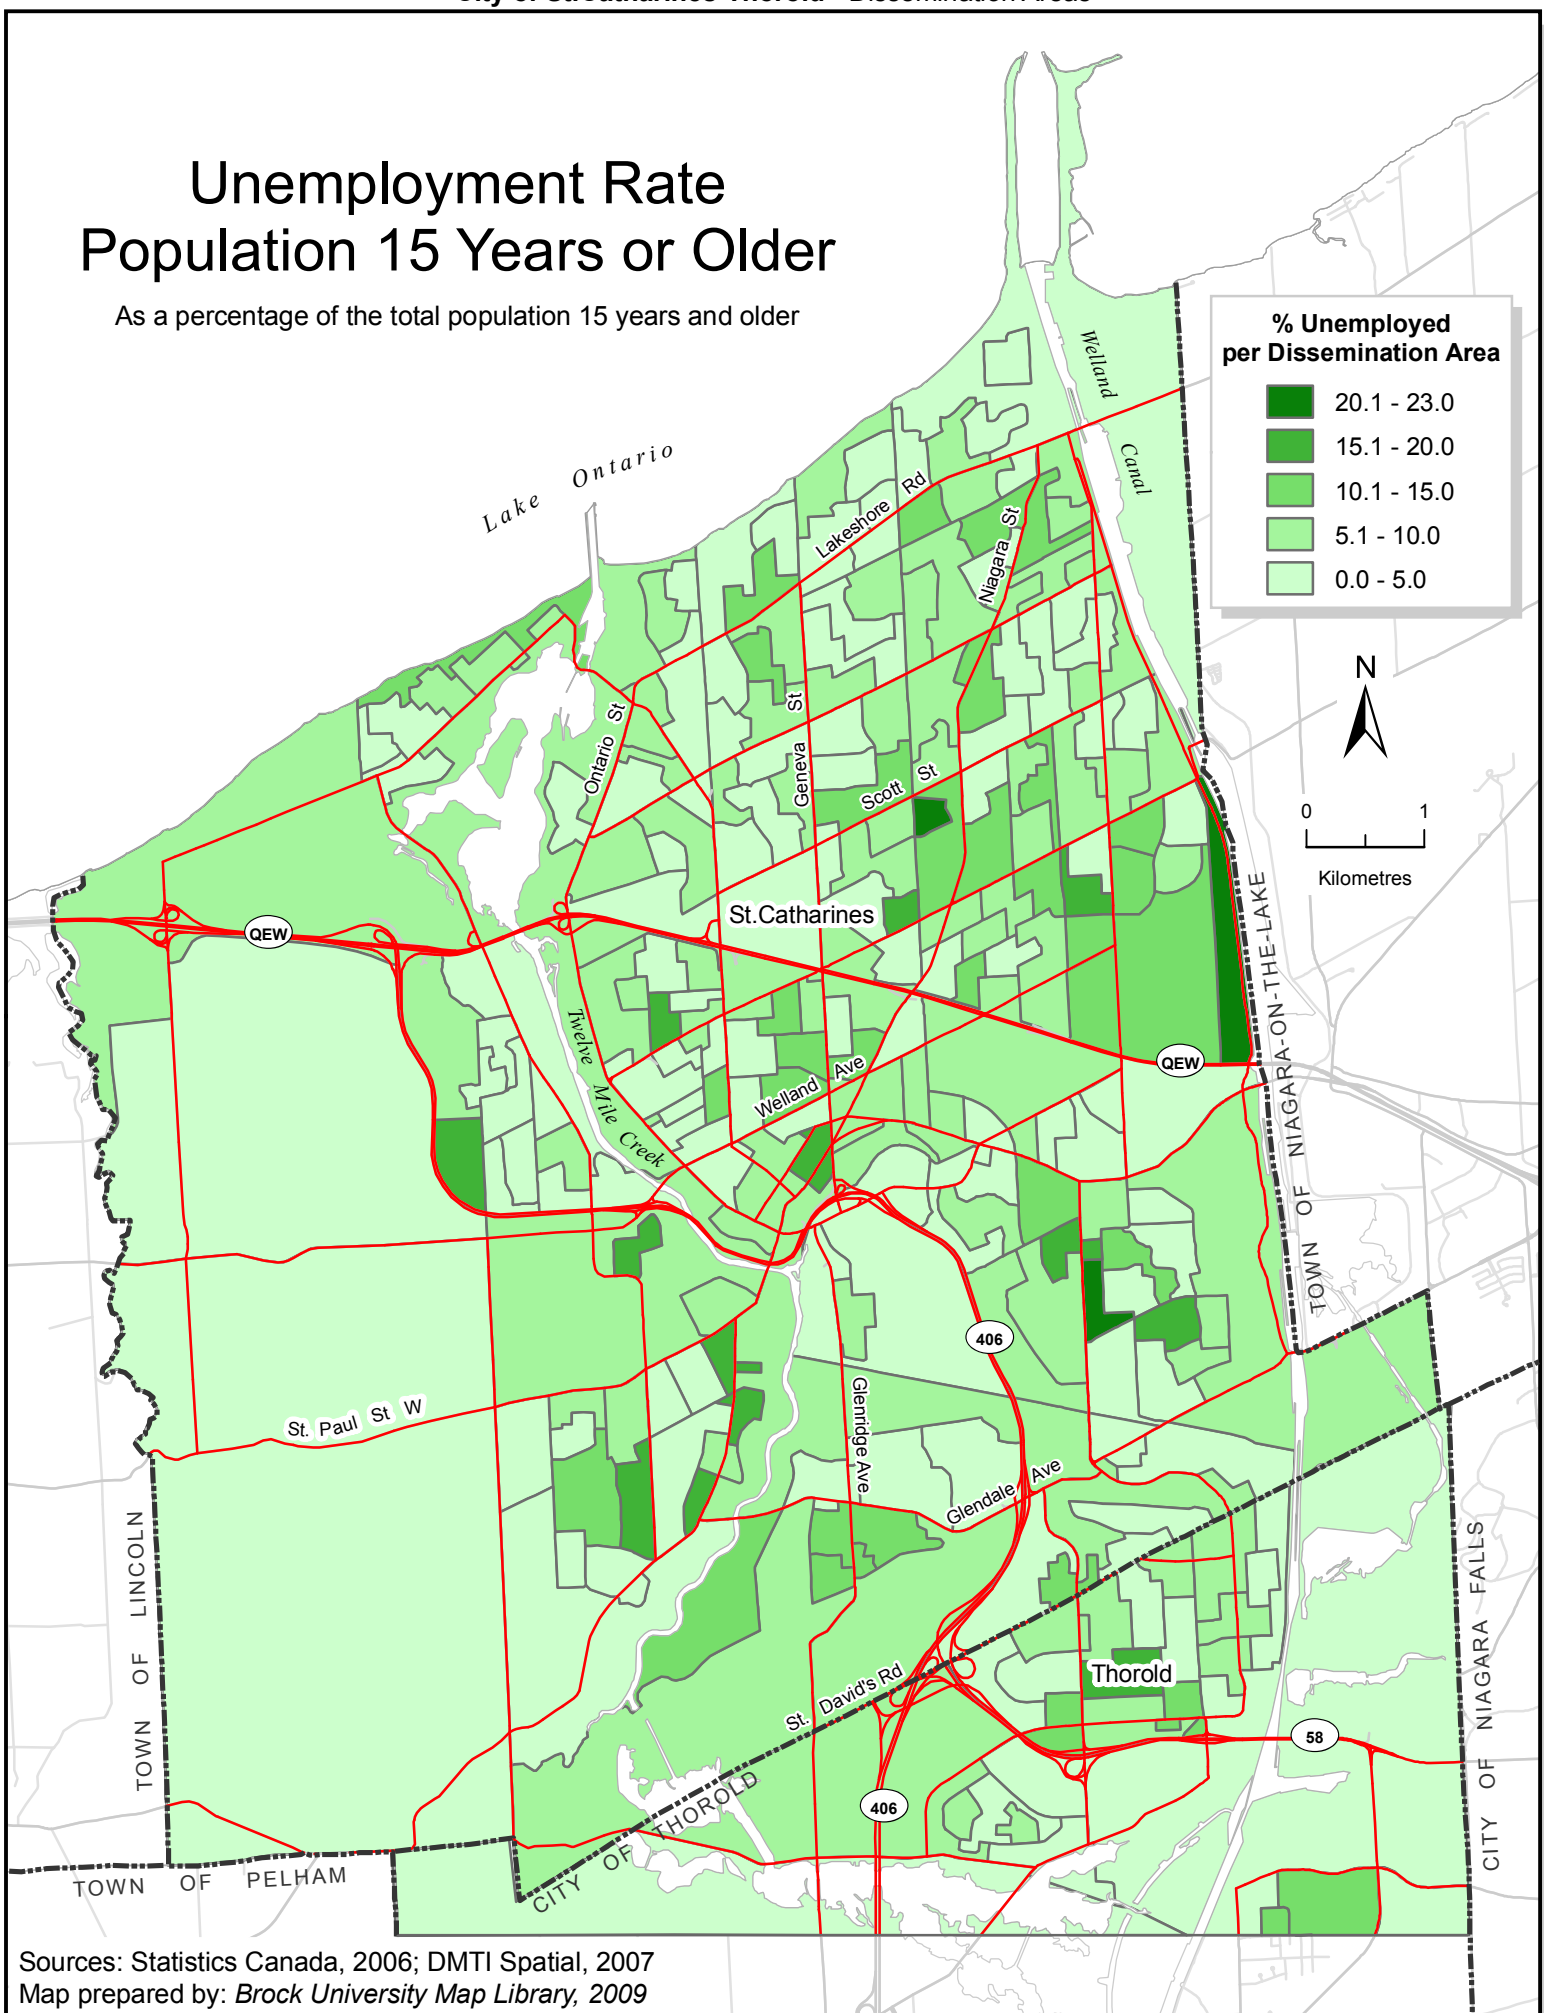 City of St.Catharines-Thorold - Dissemination Areas
Unemployment Rate
Population 15 Years or Older
As a percentage of the total population 15 years and older
% Unemployed
per Dissemination Area
20.1 - 23.0
15.1 - 20.0
10.1 - 15.0
5.1 - 10.0
0.0 - 5.0
N
0 1
Kilometres
Lake Ontario
Welland Canal
Lakeshore Rd
Niagara St
Ontario St
Geneva St
Scott St
St.Catharines
QEW
QEW
Twelve Mile Creek
Welland Ave
TOWN OF NIAGARA-ON-THE-LAKE
406
St. Paul St W
Glenridge Ave
Glendale Ave
TOWN OF LINCOLN
Thorold
St. David's Rd
58
406
CITY OF THOROLD
CITY OF NIAGARA FALLS
TOWN OF PELHAM
Sources: Statistics Canada, 2006; DMTI Spatial, 2007
Map prepared by: Brock University Map Library, 2009